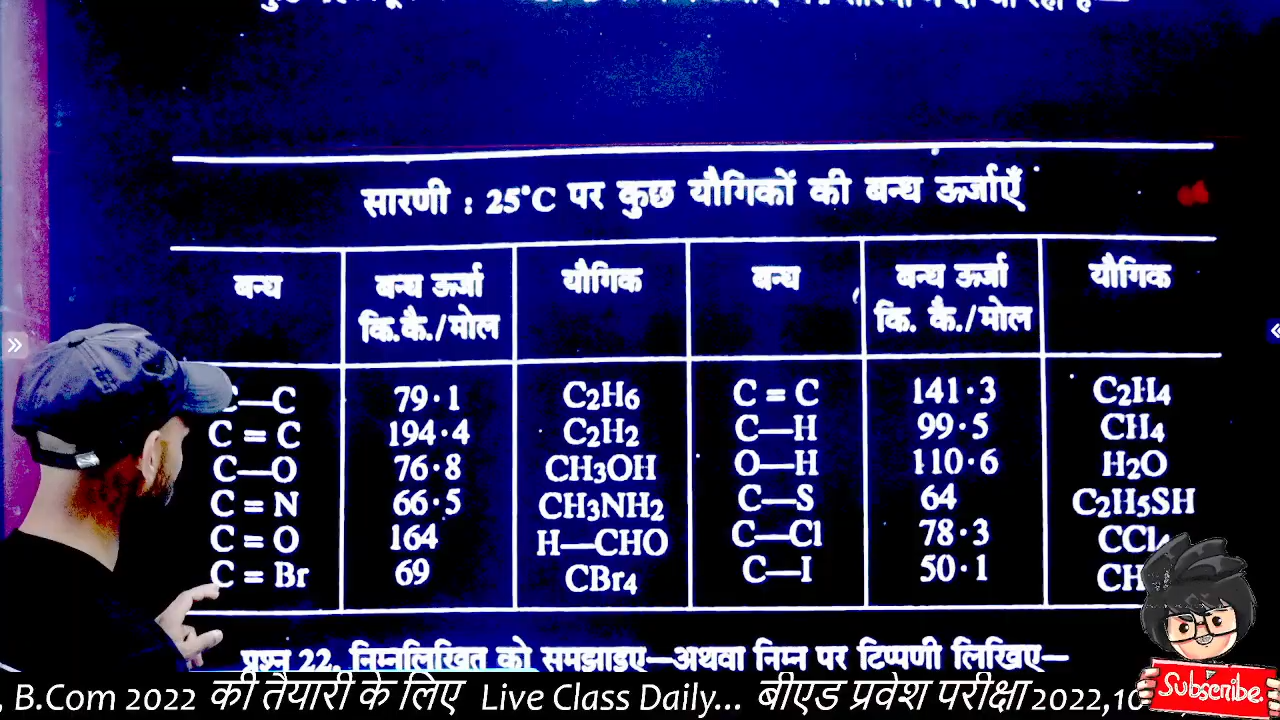 सारणी : 25°C पर कुछ यौगिकों की बन्ध ऊर्जाएँ
बन्ध बन्ध ऊर्जा कि.कै./मोल यौगिक बन्ध बन्ध ऊर्जा कि. कै./मोल यौगिक
C—C 79·1 C2H6 C = C 141·3 C2H4
C = C 194·4 C2H2 C—H 99·5 CH4
C—O 76·8 CH3OH O—H 110·6 H2O
C = N 66·5 CH3NH2 C—S 64 C2H5SH
C = O 164 H—CHO C—Cl 78·3 CCl4
C = Br 69 CBr4 C—I 50·1
प्रश्न 22. निम्नलिखित को समझाइए—अथवा निम्न पर टिप्पणी लिखिए—
B.Com 2022 की तैयारी के लिए Live Class Daily... बीएड प्रवेश परीक्षा 2022,10
Subscribe